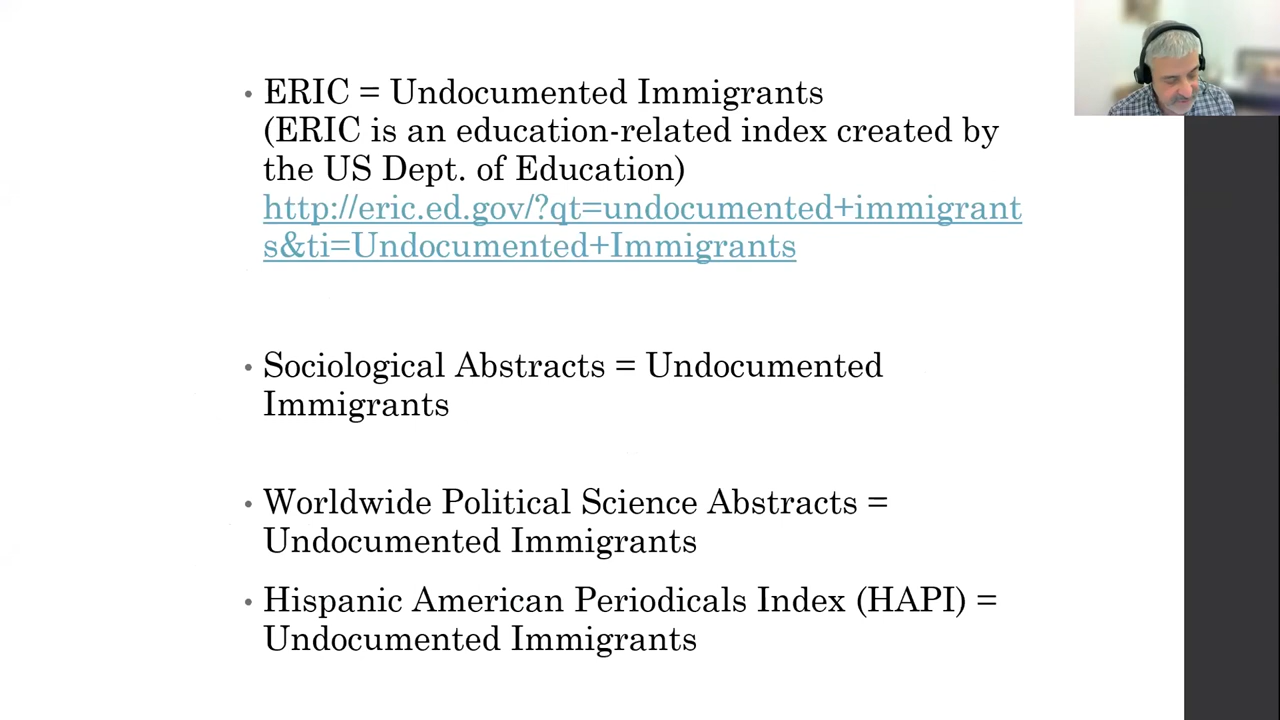 • ERIC = Undocumented Immigrants
(ERIC is an education-related index created by
the US Dept. of Education)
http://eric.ed.gov/?qt=undocumented+immigrant
s&ti=Undocumented+Immigrants
• Sociological Abstracts = Undocumented
Immigrants
• Worldwide Political Science Abstracts =
Undocumented Immigrants
• Hispanic American Periodicals Index (HAPI) =
Undocumented Immigrants